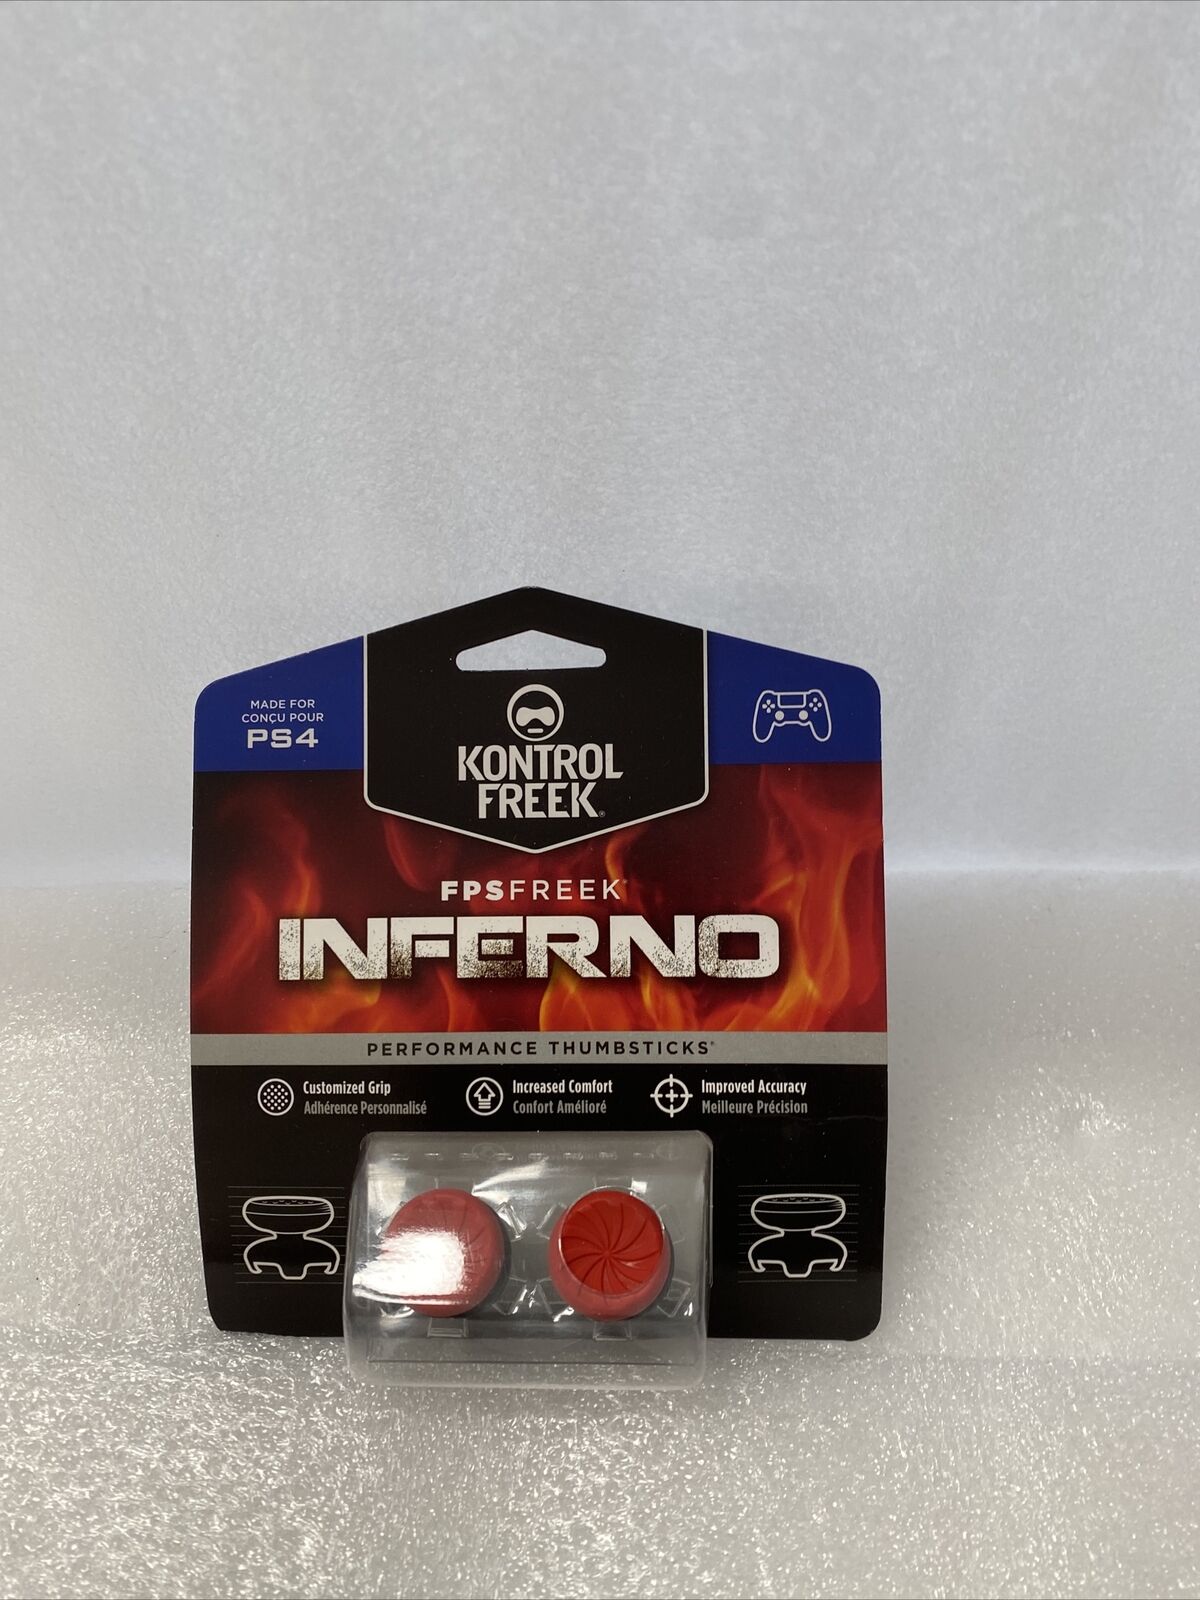 MADE FOR
CONÇU POUR
PS4
KONTROL
FREEK®
FPSFREEK
INFERNO
PERFORMANCE THUMBSTICKS®
Customized Grip
Adhérence Personnalisé
Increased Comfort
Confort Amélioré
Improved Accuracy
Meilleure Précision